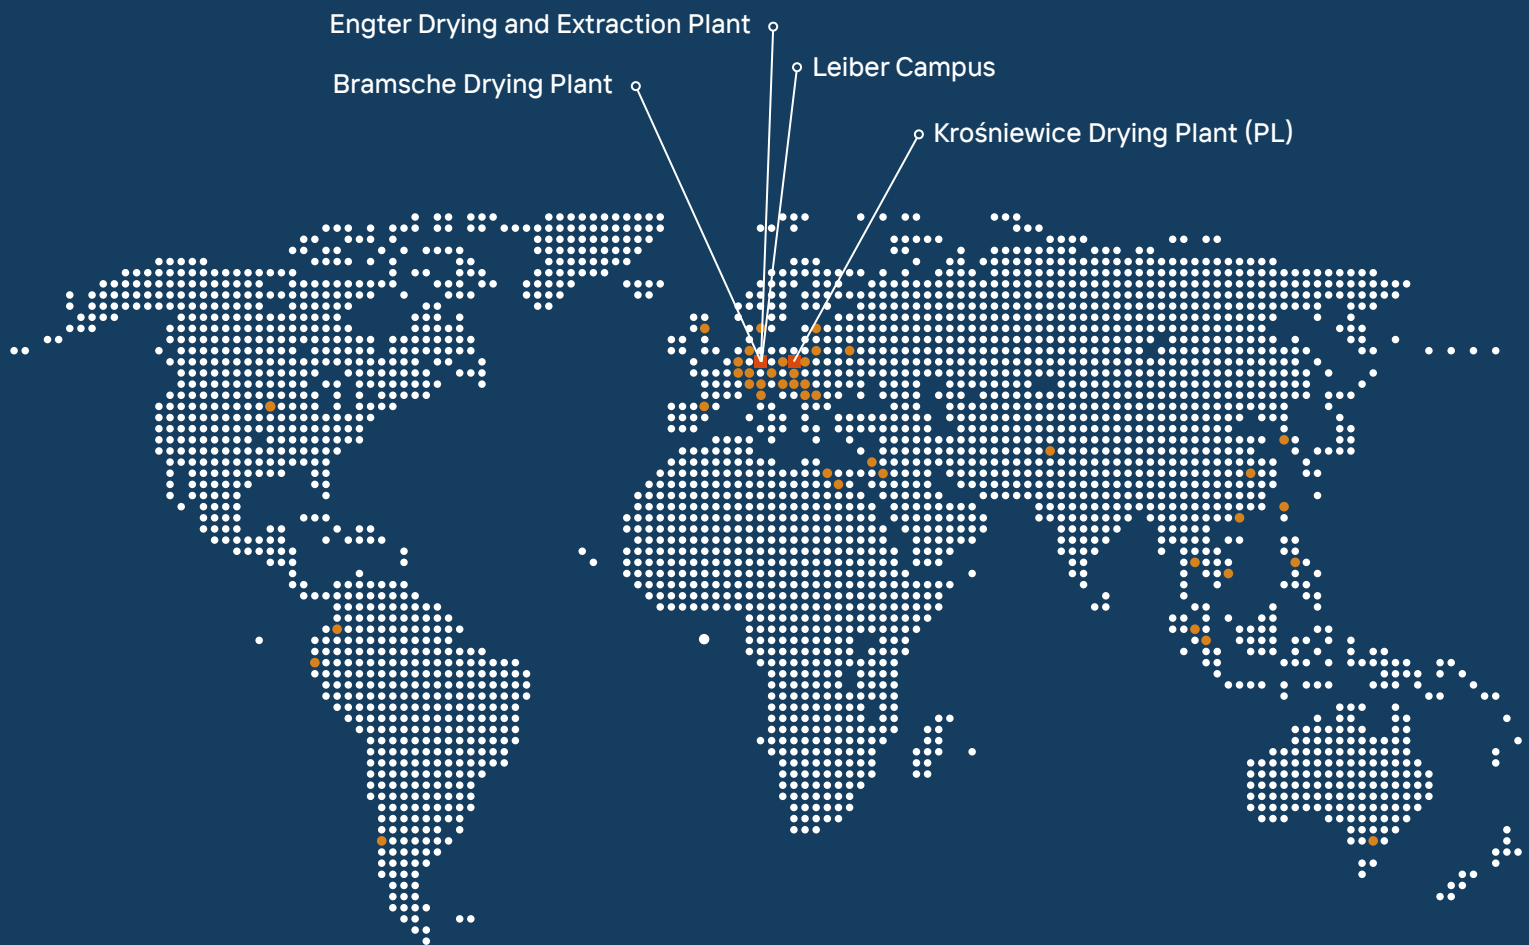 Engter Drying and Extraction Plant
Leiber Campus
Bramsche Drying Plant
Krośniewice Drying Plant (PL)